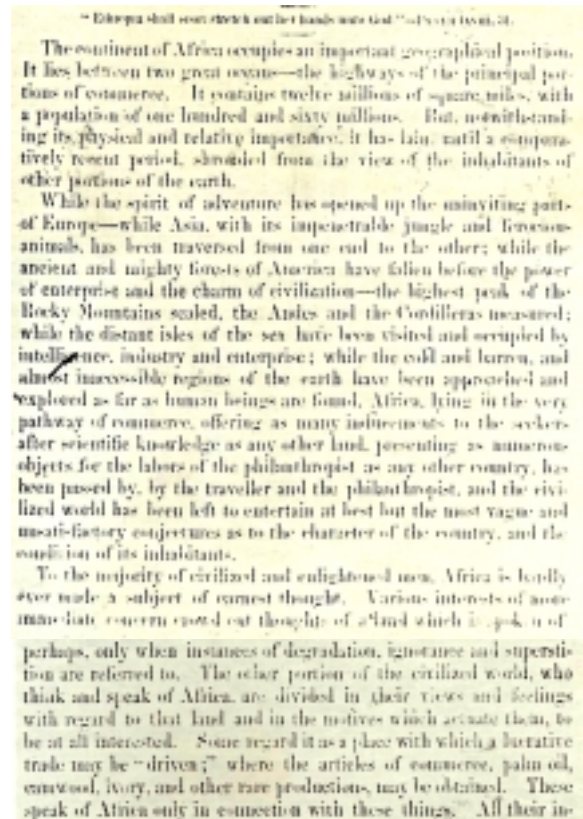 "Ethiopia shall soon stretch out her hands unto God."—Psalm lxviii, 31.
The continent of Africa occupies an important geographical position.
It lies between two great oceans—the highways of the principal por-
tions of commerce. It contains twelve millions of square miles, with
a population of one hundred and sixty millions. But, notwithstand-
ing its physical and relative importance, it has lain, until a compara-
tively recent period, shrouded from the view of the inhabitants of
other portions of the earth.
While the spirit of adventure has opened up the uninviting parts
of Europe—while Asia, with its impenetrable jungle and ferocious
animals, has been traversed from one end to the other; while the
ancient and mighty forests of America have fallen before the power
of enterprise and the charm of civilization—the highest peak of the
Rocky Mountains scaled, the Andes and the Cordilleras measured;
while the distant isles of the sea have been visited and occupied by
intelligence, industry and enterprise; while the cold and barren, and
almost inaccessible regions of the earth have been approached and
explored as far as human beings are found, Africa, lying in the very
pathway of commerce, offering as many inducements to the seekers
after scientific knowledge as any other land, presenting as numerous
objects for the labors of the philanthropist as any other country, has
been passed by, by the traveller and the philanthropist, and the civi-
lized world has been left to entertain at best but the most vague and
unsatisfactory conjectures as to the character of the country, and the
condition of its inhabitants.
To the majority of civilized and enlightened men, Africa is hardly
ever made a subject of earnest thought. Various interests of more
immediate concern crowd out thoughts of a land which is spoken of
perhaps, only when instances of degradation, ignorance and supersti-
tion are referred to. The other portion of the civilized world, who
think and speak of Africa, are divided in their views and feelings
with regard to that land and in the motives which actuate them, to
be at all interested. Some regard it as a place with which a lucrative
trade may be "driven;" where the articles of commerce, palm oil,
camwood, ivory, and other rare productions, may be obtained. These
speak of Africa only in connection with these things. All their in-